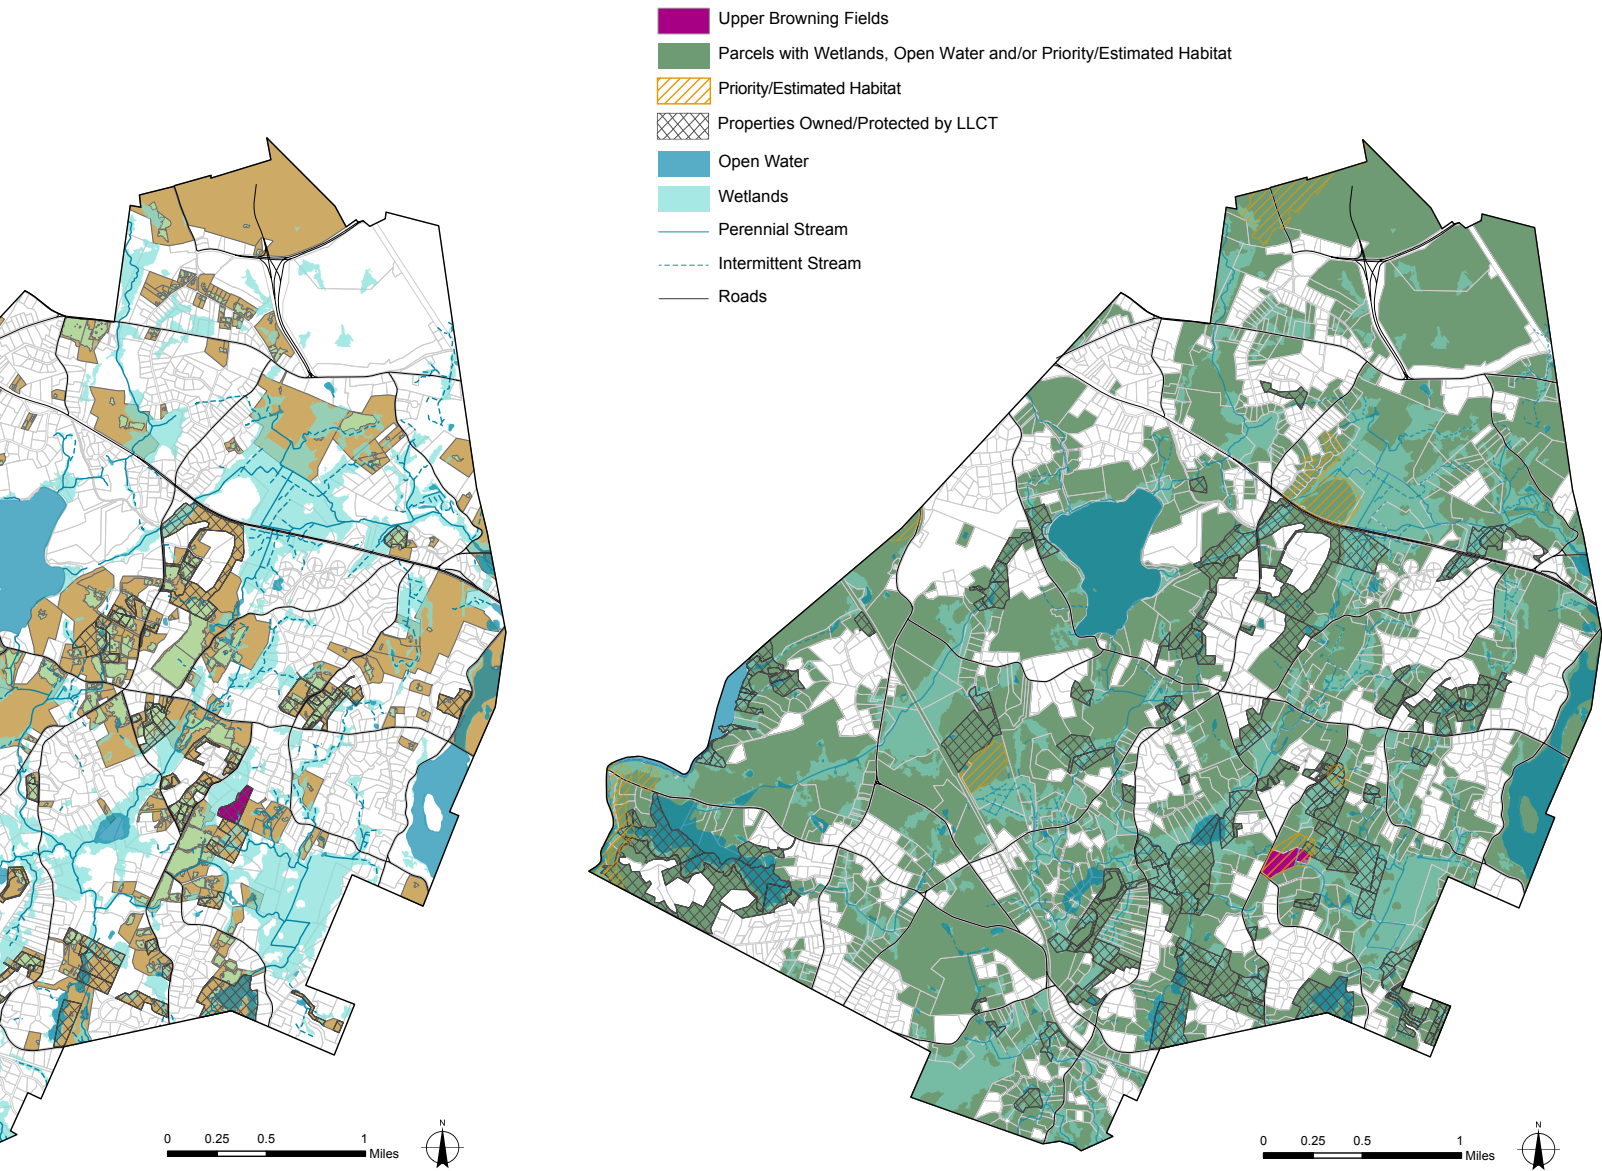 Upper Browning Fields
Parcels with Wetlands, Open Water and/or Priority/Estimated Habitat
Priority/Estimated Habitat
Properties Owned/Protected by LLCT
Open Water
Wetlands
Perennial Stream
Intermittent Stream
Roads
0 0.25 0.5 1
Miles
N
0 0.25 0.5 1
Miles
N